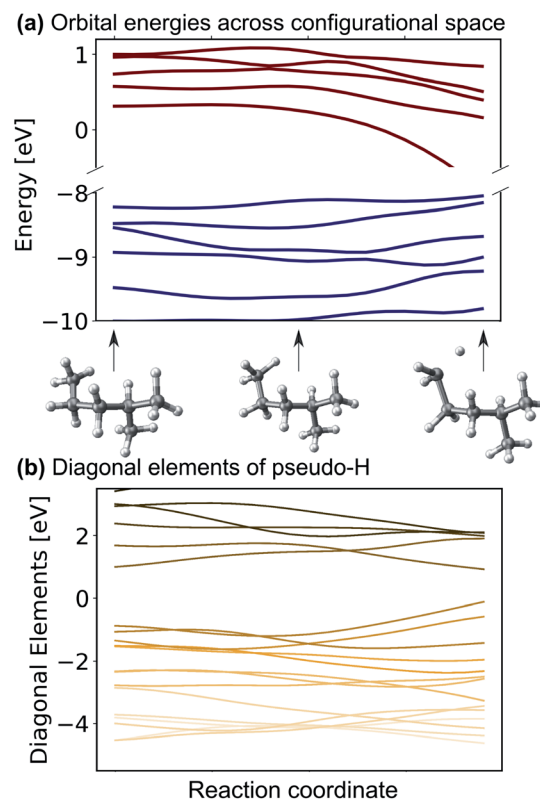 (a) Orbital energies across configurational space
1
0
−8
−9
−10
Energy [eV]
(b) Diagonal elements of pseudo-H
2
0
−2
−4
Diagonal Elements [eV]
Reaction coordinate